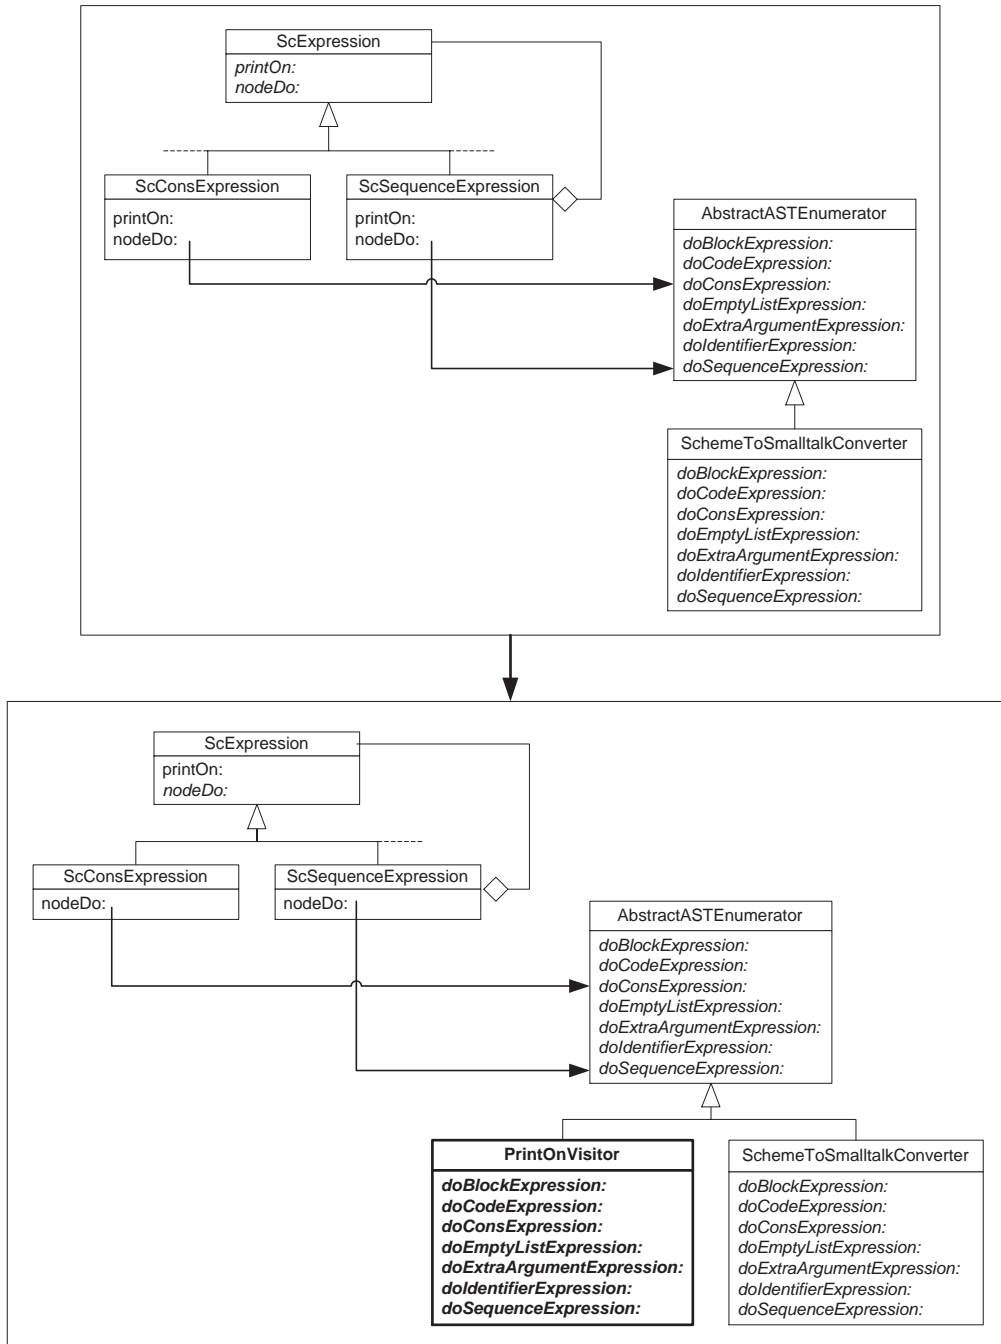 ScExpression
printOn:
nodeDo:
ScConsExpression
printOn:
nodeDo:
ScSequenceExpression
printOn:
nodeDo:
AbstractASTEnumerator
doBlockExpression:
doCodeExpression:
doConsExpression:
doEmptyListExpression:
doExtraArgumentExpression:
doIdentifierExpression:
doSequenceExpression:
SchemeToSmalltalkConverter
doBlockExpression:
doCodeExpression:
doConsExpression:
doEmptyListExpression:
doExtraArgumentExpression:
doIdentifierExpression:
doSequenceExpression:
ScExpression
printOn:
nodeDo:
ScConsExpression
nodeDo:
ScSequenceExpression
nodeDo:
AbstractASTEnumerator
doBlockExpression:
doCodeExpression:
doConsExpression:
doEmptyListExpression:
doExtraArgumentExpression:
doIdentifierExpression:
doSequenceExpression:
PrintOnVisitor
doBlockExpression:
doCodeExpression:
doConsExpression:
doEmptyListExpression:
doExtraArgumentExpression:
doIdentifierExpression:
doSequenceExpression:
SchemeToSmalltalkConverter
doBlockExpression:
doCodeExpression:
doConsExpression:
doEmptyListExpression:
doExtraArgumentExpression:
doIdentifierExpression:
doSequenceExpression: